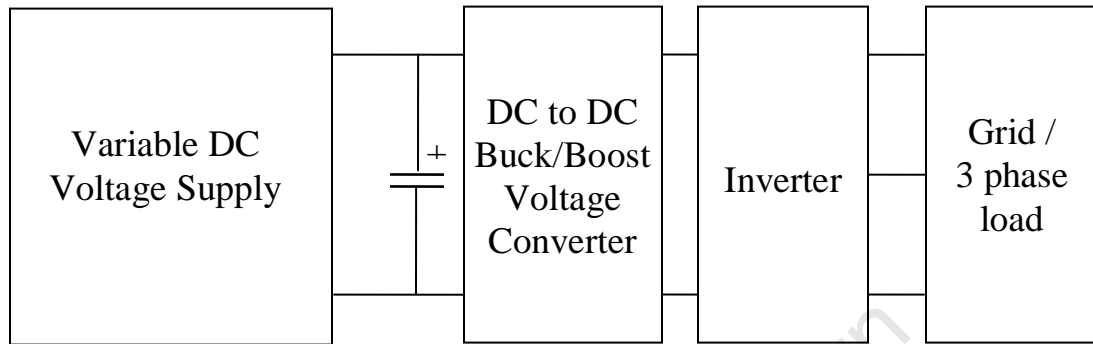 Variable DC
Voltage Supply
+
DC to DC
Buck/Boost
Voltage
Converter
Inverter
Grid /
3 phase
load